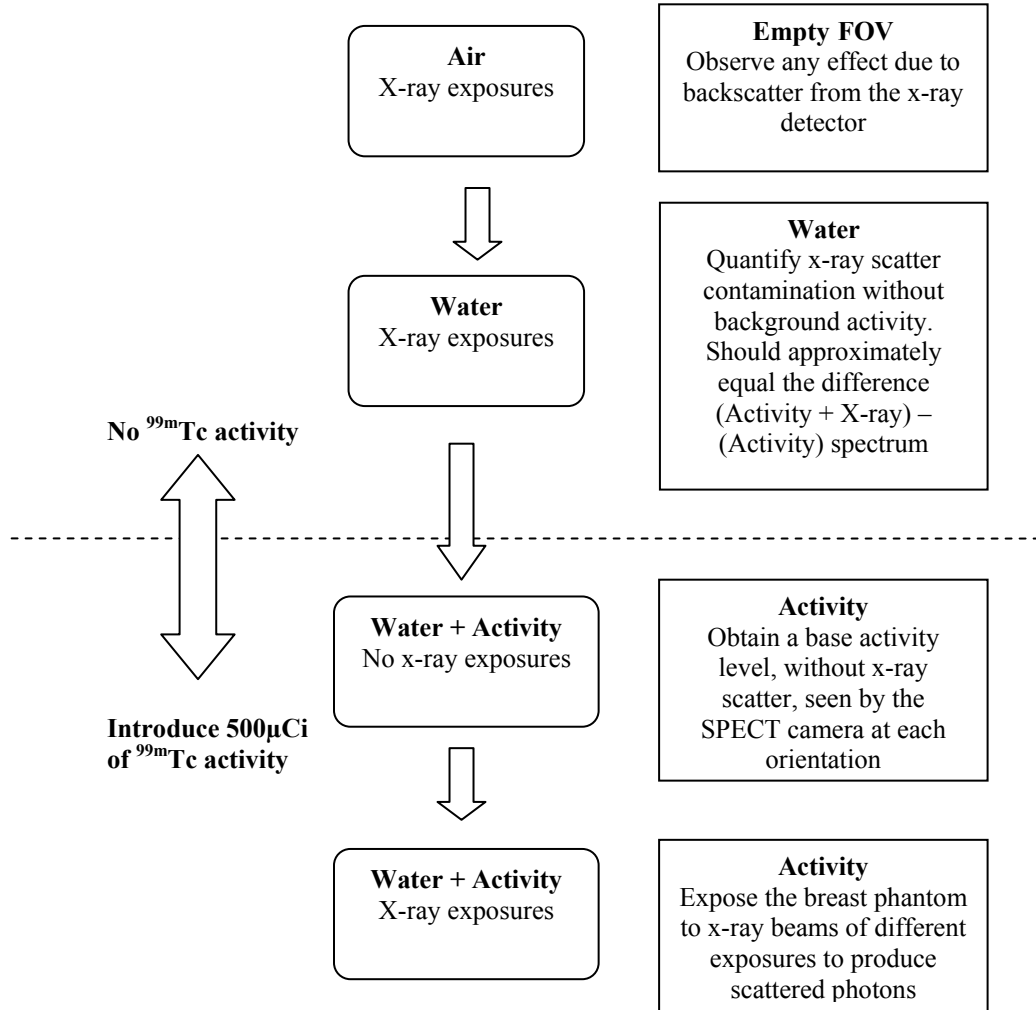 Air
X-ray exposures
Empty FOV
Observe any effect due to
backscatter from the x-ray
detector
Water
X-ray exposures
Water
Quantify x-ray scatter
contamination without
background activity.
Should approximately
equal the difference
(Activity + X-ray) –
(Activity) spectrum
No ⁹⁹ᵐTc activity
Introduce 500µCi
of ⁹⁹ᵐTc activity
Water + Activity
No x-ray exposures
Activity
Obtain a base activity
level, without x-ray
scatter, seen by the
SPECT camera at each
orientation
Water + Activity
X-ray exposures
Activity
Expose the breast phantom
to x-ray beams of different
exposures to produce
scattered photons